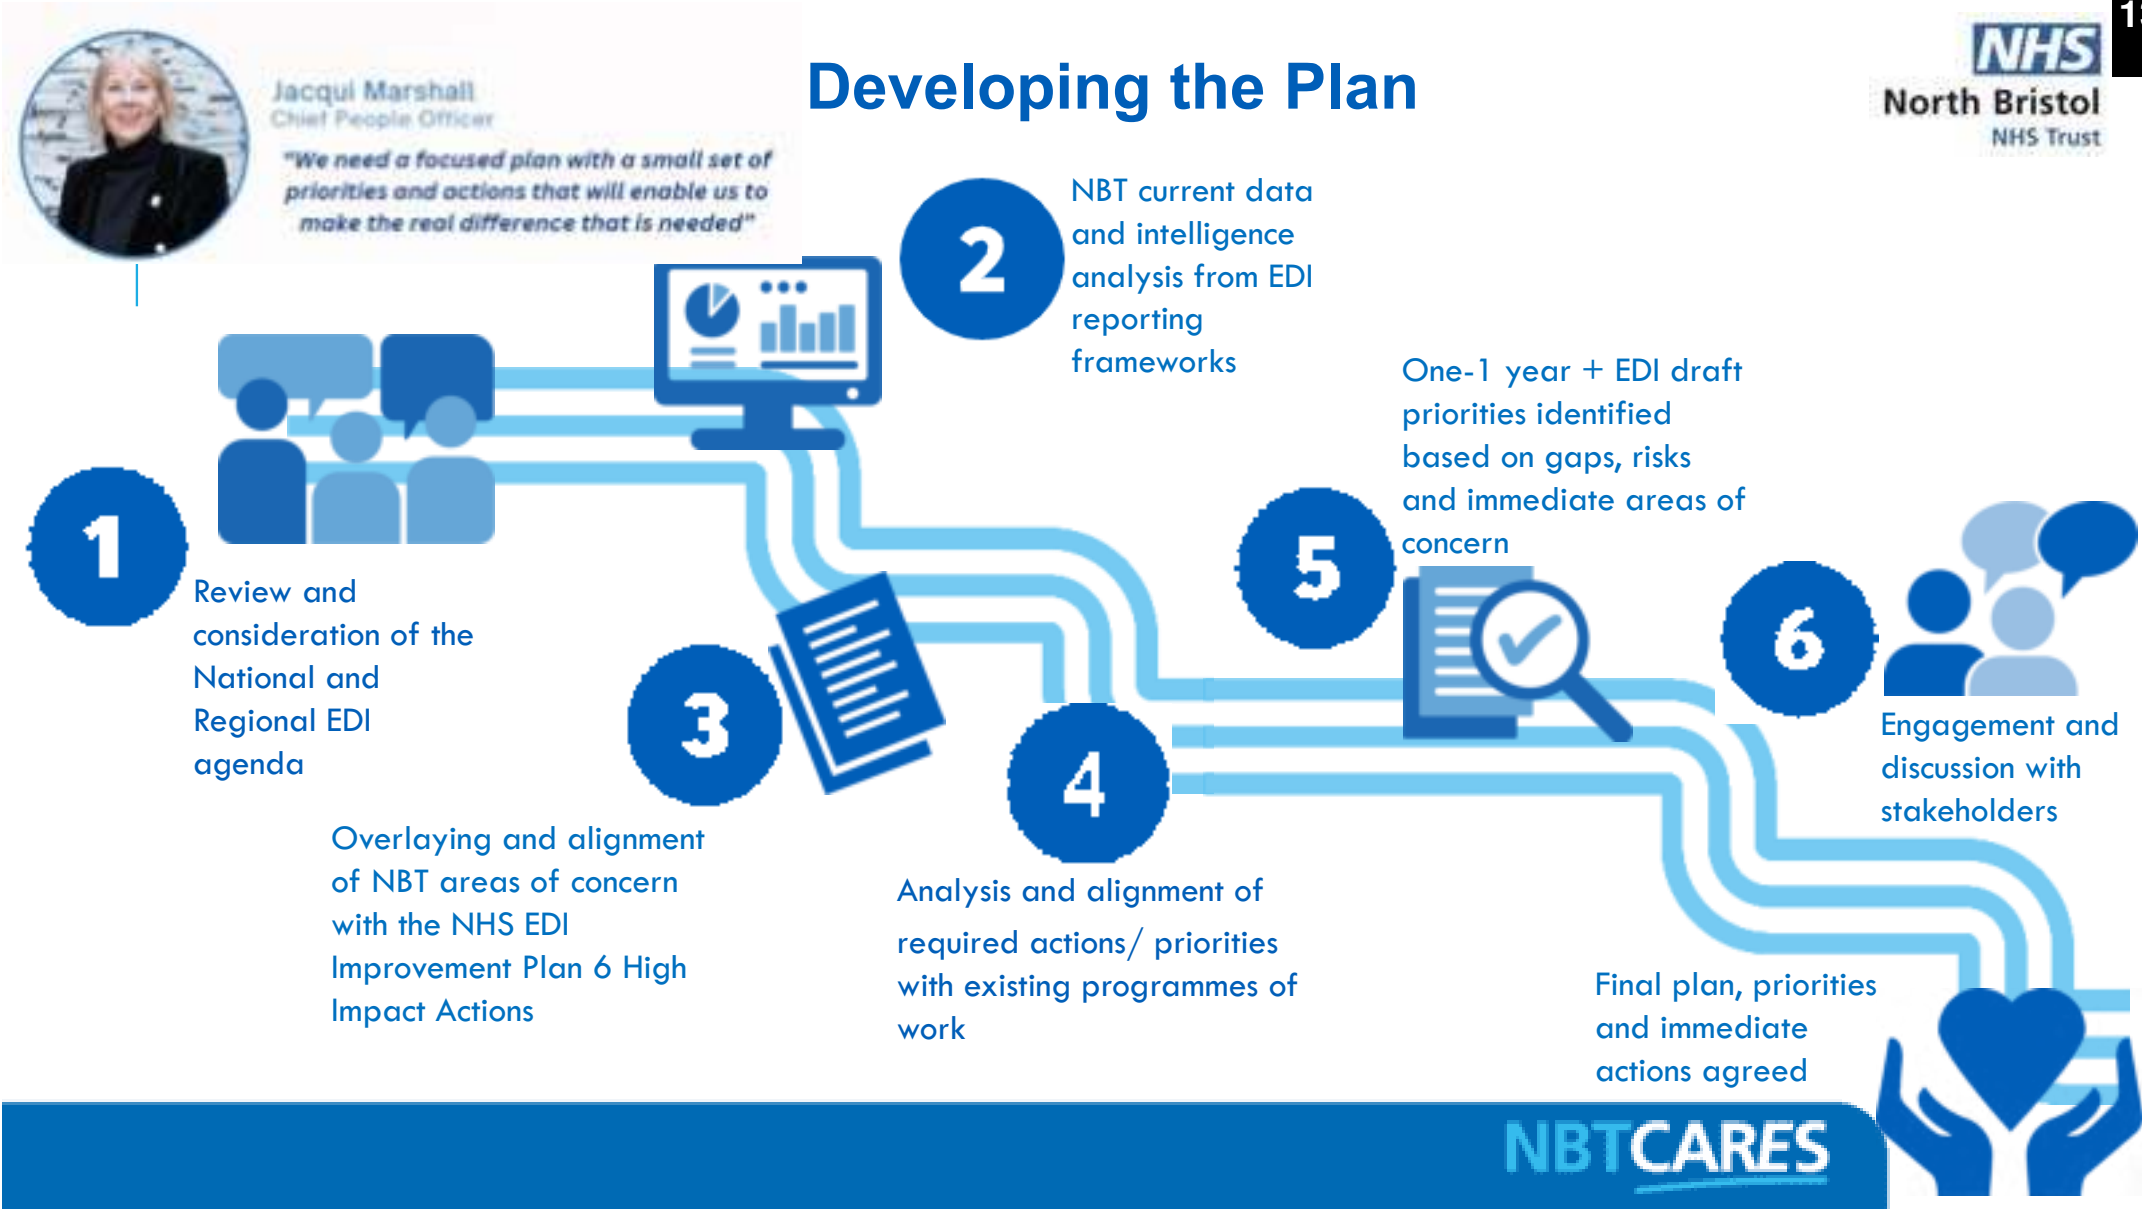 Developing the Plan
Jacqui Marshall
Chief People Officer
"We need a focused plan with a small set of
priorities and actions that will enable us to
make the real difference that is needed"
NHS
North Bristol
NHS Trust
1
Review and
consideration of the
National and
Regional EDI
agenda
2
NBT current data
and intelligence
analysis from EDI
reporting
frameworks
3
Overlaying and alignment
of NBT areas of concern
with the NHS EDI
Improvement Plan 6 High
Impact Actions
4
Analysis and alignment of
required actions/ priorities
with existing programmes of
work
5
One-1 year + EDI draft
priorities identified
based on gaps, risks
and immediate areas of
concern
6
Engagement and
discussion with
stakeholders
Final plan, priorities
and immediate
actions agreed
NBTCARES